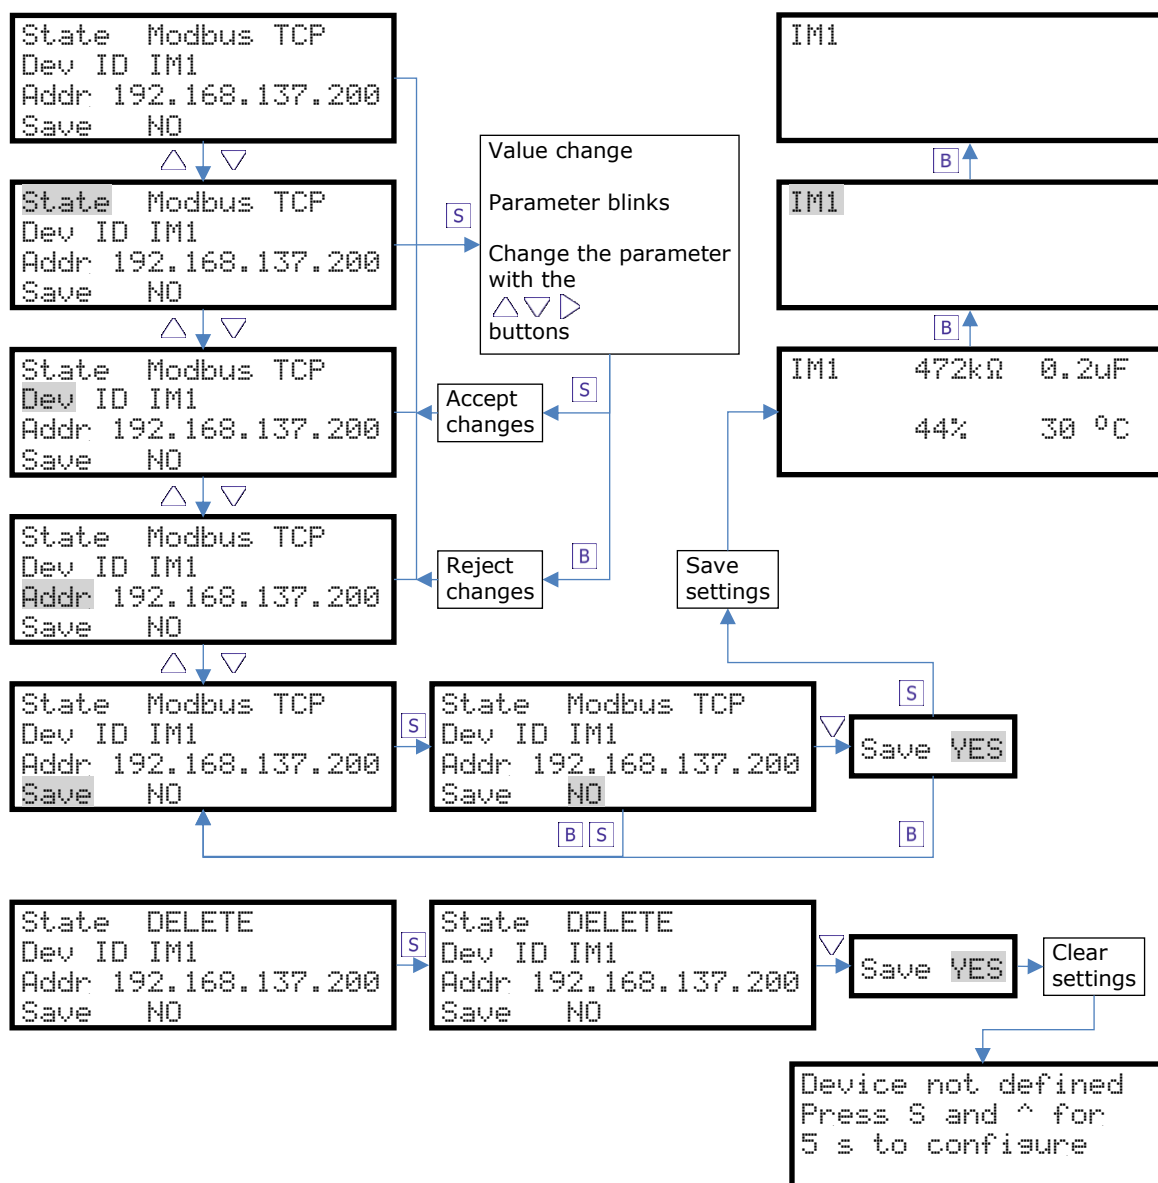 State  Modbus TCP
Dev ID IM1
Addr 192.168.137.200
Save   NO
State  Modbus TCP
Dev ID IM1
Addr 192.168.137.200
Save   NO
State  Modbus TCP
Dev ID IM1
Addr 192.168.137.200
Save   NO
State  Modbus TCP
Dev ID IM1
Addr 192.168.137.200
Save   NO
State  Modbus TCP
Dev ID IM1
Addr 192.168.137.200
Save   NO
S
Value change
Parameter blinks
Change the parameter
with the
buttons
S
Accept
changes
B
Reject
changes
IM1
B
IM1
B
IM1 472kΩ 0.2uF
44% 30 ºC
Save
settings
S
S
State  Modbus TCP
Dev ID IM1
Addr 192.168.137.200
Save   NO
Save YES
B S
B
State  DELETE
Dev ID IM1
Addr 192.168.137.200
Save   NO
S
State  DELETE
Dev ID IM1
Addr 192.168.137.200
Save   NO
Save YES
Clear
settings
Device not defined
Press S and ^ for
5 s to configure